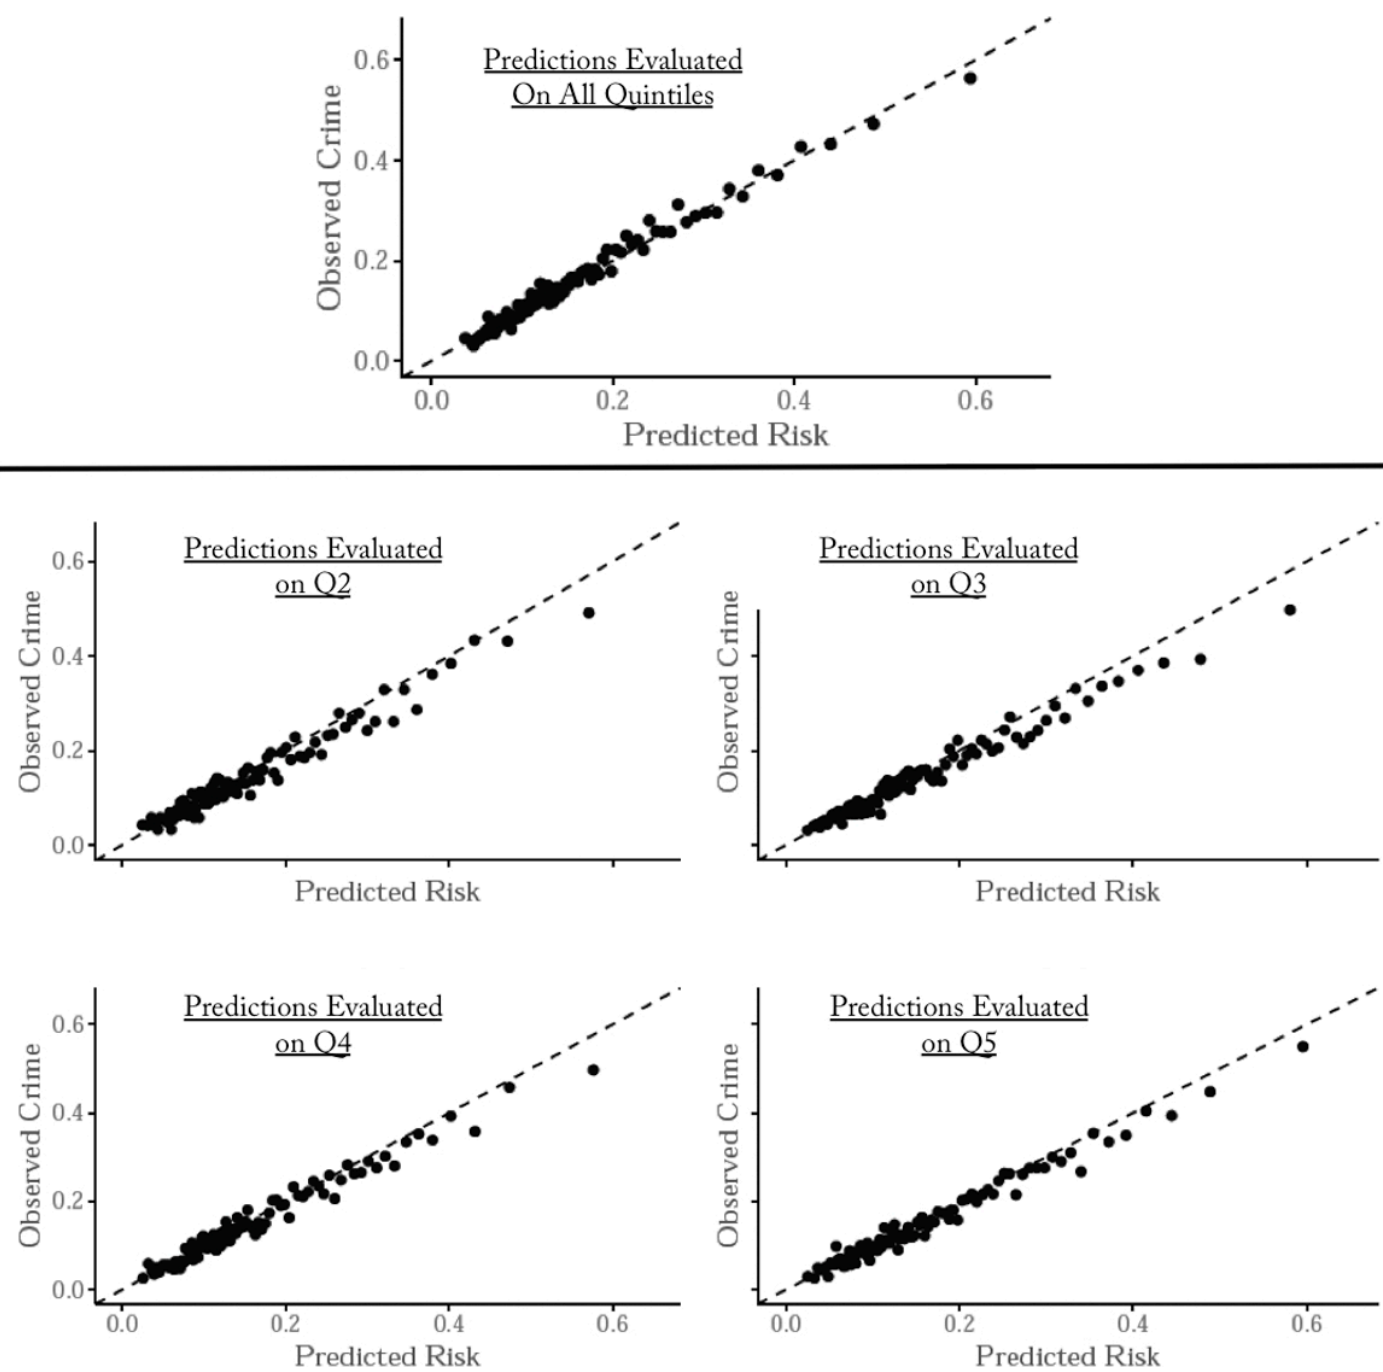 Predictions Evaluated
On All Quintiles
Observed Crime
0.6
0.4
0.2
0.0
0.0 0.2 0.4 0.6
Predicted Risk
Predictions Evaluated
on Q2
Observed Crime
0.6
0.4
0.2
0.0
Predicted Risk
Predictions Evaluated
on Q3
Observed Crime
Predicted Risk
Predictions Evaluated
on Q4
Observed Crime
0.6
0.4
0.2
0.0
0.0 0.2 0.4 0.6
Predicted Risk
Predictions Evaluated
on Q5
Observed Crime
0.0 0.2 0.4 0.6
Predicted Risk